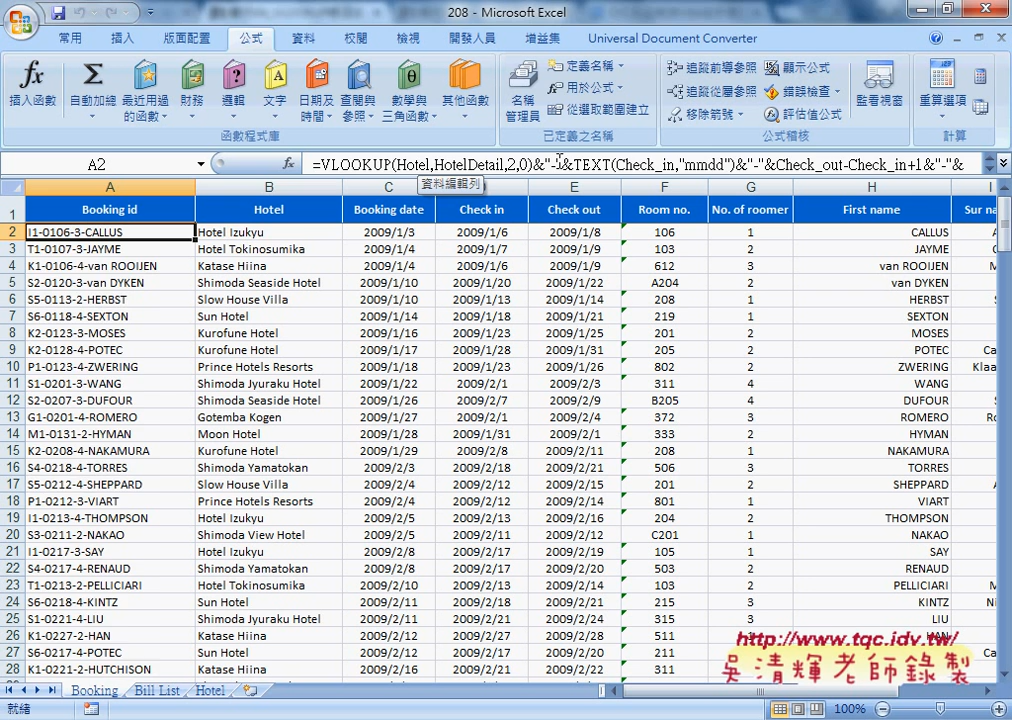 208 - Microsoft Excel
常用 插入 版面配置 公式 資料 校閱 檢視 開發人員 增益集 Universal Document Converter
插入函數 自動加總 最近用過的函數 財務 邏輯 文字 日期及時間 查閱與參照 數學與三角函數 其他函數
函數程式庫
名稱管理員 定義名稱 用於公式 從選取範圍建立
已定義之名稱
追蹤前導參照 追蹤從屬參照 移除箭號 顯示公式 錯誤檢查 評估值公式 監看視窗
公式稽核
重算選項
計算
A2 fx =VLOOKUP(Hotel,HotelDetail,2,0)&"-"&TEXT(Check_in,"mmdd")&"-"&Check_out-Check_in+1&"-"&
資料編輯列
A B C E F G H I
1 Booking id Hotel Booking date Check in Check out Room no. No. of roomer First name Sur na
2 I1-0106-3-CALLUS Hotel Izukyu 2009/1/3 2009/1/6 2009/1/8 106 1 CALLUS
3 T1-0107-3-JAYME Hotel Tokinosumika 2009/1/4 2009/1/7 2009/1/9 103 2 JAYME
4 K1-0106-4-van ROOIJEN Katase Hiina 2009/1/4 2009/1/6 2009/1/9 612 3 van ROOIJEN M
5 S2-0120-3-van DYKEN Shimoda Seaside Hotel 2009/1/10 2009/1/20 2009/1/22 A204 2 van DYKEN
6 S5-0113-2-HERBST Slow House Villa 2009/1/10 2009/1/13 2009/1/14 208 1 HERBST
7 S6-0118-4-SEXTON Sun Hotel 2009/1/14 2009/1/18 2009/1/21 219 1 SEXTON
8 K2-0123-3-MOSES Kurofune Hotel 2009/1/16 2009/1/23 2009/1/25 201 2 MOSES
9 K2-0128-4-POTEC Kurofune Hotel 2009/1/17 2009/1/28 2009/1/31 205 2 POTEC Ca
10 P1-0123-4-ZWERING Prince Hotels Resorts 2009/1/18 2009/1/23 2009/1/26 802 2 ZWERING Klaa
11 S1-0201-3-WANG Shimoda Jyuraku Hotel 2009/1/22 2009/2/1 2009/2/3 311 4 WANG
12 S2-0207-3-DUFOUR Shimoda Seaside Hotel 2009/1/26 2009/2/7 2009/2/9 B205 4 DUFOUR
13 G1-0201-4-ROMERO Gotemba Kogen 2009/1/27 2009/2/1 2009/2/4 372 3 ROMERO Ro
14 M1-0131-2-HYMAN Moon Hotel 2009/1/28 2009/1/31 2009/2/1 333 2 HYMAN
15 K2-0208-4-NAKAMURA Kurofune Hotel 2009/1/29 2009/2/8 2009/2/11 208 1 NAKAMURA
16 S4-0218-4-TORRES Shimoda Yamatokan 2009/2/3 2009/2/18 2009/2/21 506 3 TORRES
17 S5-0212-4-SHEPPARD Slow House Villa 2009/2/4 2009/2/12 2009/2/15 201 2 SHEPPARD
18 P1-0212-3-VIART Prince Hotels Resorts 2009/2/4 2009/2/12 2009/2/14 801 1 VIART
19 I1-0213-4-THOMPSON Hotel Izukyu 2009/2/5 2009/2/13 2009/2/16 204 2 THOMPSON
20 S3-0211-2-NAKAO Shimoda View Hotel 2009/2/5 2009/2/11 2009/2/12 C201 2 NAKAO
21 I1-0217-3-SAY Hotel Izukyu 2009/2/8 2009/2/17 2009/2/19 105 1 SAY
22 S4-0217-4-RENAUD Shimoda Yamatokan 2009/2/8 2009/2/17 2009/2/20 503 2 RENAUD
23 T1-0213-2-PELLICIARI Hotel Tokinosumika 2009/2/10 2009/2/13 2009/2/14 103 2 PELLICIARI M
24 S6-0218-4-KINTZ Sun Hotel 2009/2/11 2009/2/18 2009/2/21 215 3 KINTZ Ni
25 S1-0221-4-LIU Shimoda Jyuraku Hotel 2009/2/11 2009/2/21 2009/2/24 315 3 LIU
26 K1-0227-2-HAN Katase Hiina 2009/2/12 2009/2/27 2009/2/28 511 HAN
27 S6-0217-4-POTEC Sun Hotel 2009/2/12 2009/2/17 2009/2/20 211
28 K1-0221-2-HUTCHISON Katase Hiina 2009/2/16 2009/2/21 2009/2/22 311
http://www.tqc.idv.tw/
吳清輝老師錄製
Booking Bill List Hotel
就緒 100%